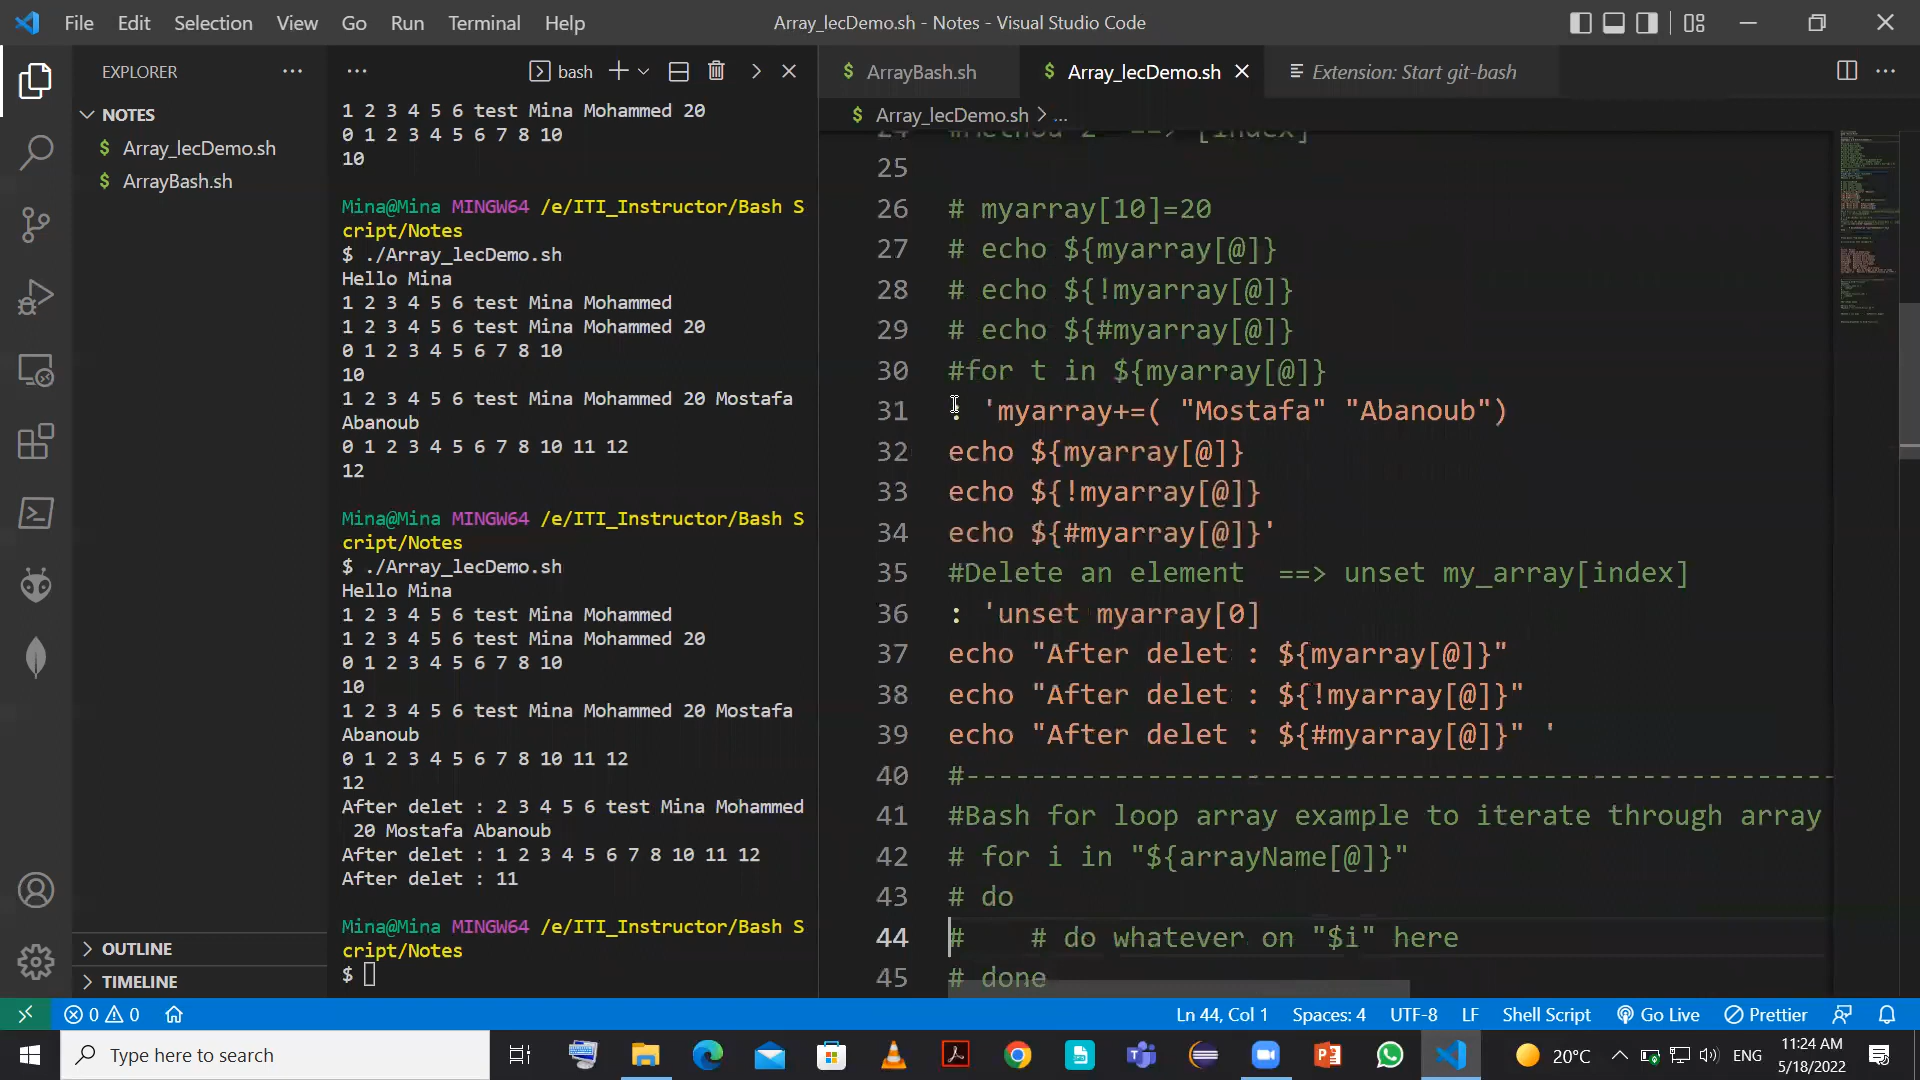 File Edit Selection View Go Run Terminal Help
Array_lecDemo.sh - Notes - Visual Studio Code
EXPLORER
NOTES
$ Array_lecDemo.sh
$ ArrayBash.sh
OUTLINE
TIMELINE
bash
1 2 3 4 5 6 test Mina Mohammed 20
0 1 2 3 4 5 6 7 8 10
10
Mina@Mina MINGW64 /e/ITI_Instructor/Bash S
cript/Notes
$ ./Array_lecDemo.sh
Hello Mina
1 2 3 4 5 6 test Mina Mohammed
1 2 3 4 5 6 test Mina Mohammed 20
0 1 2 3 4 5 6 7 8 10
10
1 2 3 4 5 6 test Mina Mohammed 20 Mostafa
Abanoub
0 1 2 3 4 5 6 7 8 10 11 12
12
Mina@Mina MINGW64 /e/ITI_Instructor/Bash S
cript/Notes
$ ./Array_lecDemo.sh
Hello Mina
1 2 3 4 5 6 test Mina Mohammed
1 2 3 4 5 6 test Mina Mohammed 20
0 1 2 3 4 5 6 7 8 10
10
1 2 3 4 5 6 test Mina Mohammed 20 Mostafa
Abanoub
0 1 2 3 4 5 6 7 8 10 11 12
12
After delet : 2 3 4 5 6 test Mina Mohammed
20 Mostafa Abanoub
After delet : 1 2 3 4 5 6 7 8 10 11 12
After delet : 11
Mina@Mina MINGW64 /e/ITI_Instructor/Bash S
cript/Notes
$
$ ArrayBash.sh $ Array_lecDemo.sh Extension: Start git-bash
$ Array_lecDemo.sh > ...
24 #Method 2 ==> [index]
25
26 # myarray[10]=20
27 # echo ${myarray[@]}
28 # echo ${!myarray[@]}
29 # echo ${#myarray[@]}
30 #for t in ${myarray[@]}
31 : 'myarray+=( "Mostafa" "Abanoub")
32 echo ${myarray[@]}
33 echo ${!myarray[@]}
34 echo ${#myarray[@]}'
35 #Delete an element ==> unset my_array[index]
36 : 'unset myarray[0]
37 echo "After delet : ${myarray[@]}"
38 echo "After delet : ${!myarray[@]}"
39 echo "After delet : ${#myarray[@]}" '
40 #-----------------------------------------------------
41 #Bash for loop array example to iterate through array
42 # for i in "${arrayName[@]}"
43 # do
44 #    # do whatever on "$i" here
45 # done
0 0 Ln 44, Col 1 Spaces: 4 UTF-8 LF Shell Script Go Live Prettier
Type here to search 20°C ENG 11:24 AM
5/18/2022